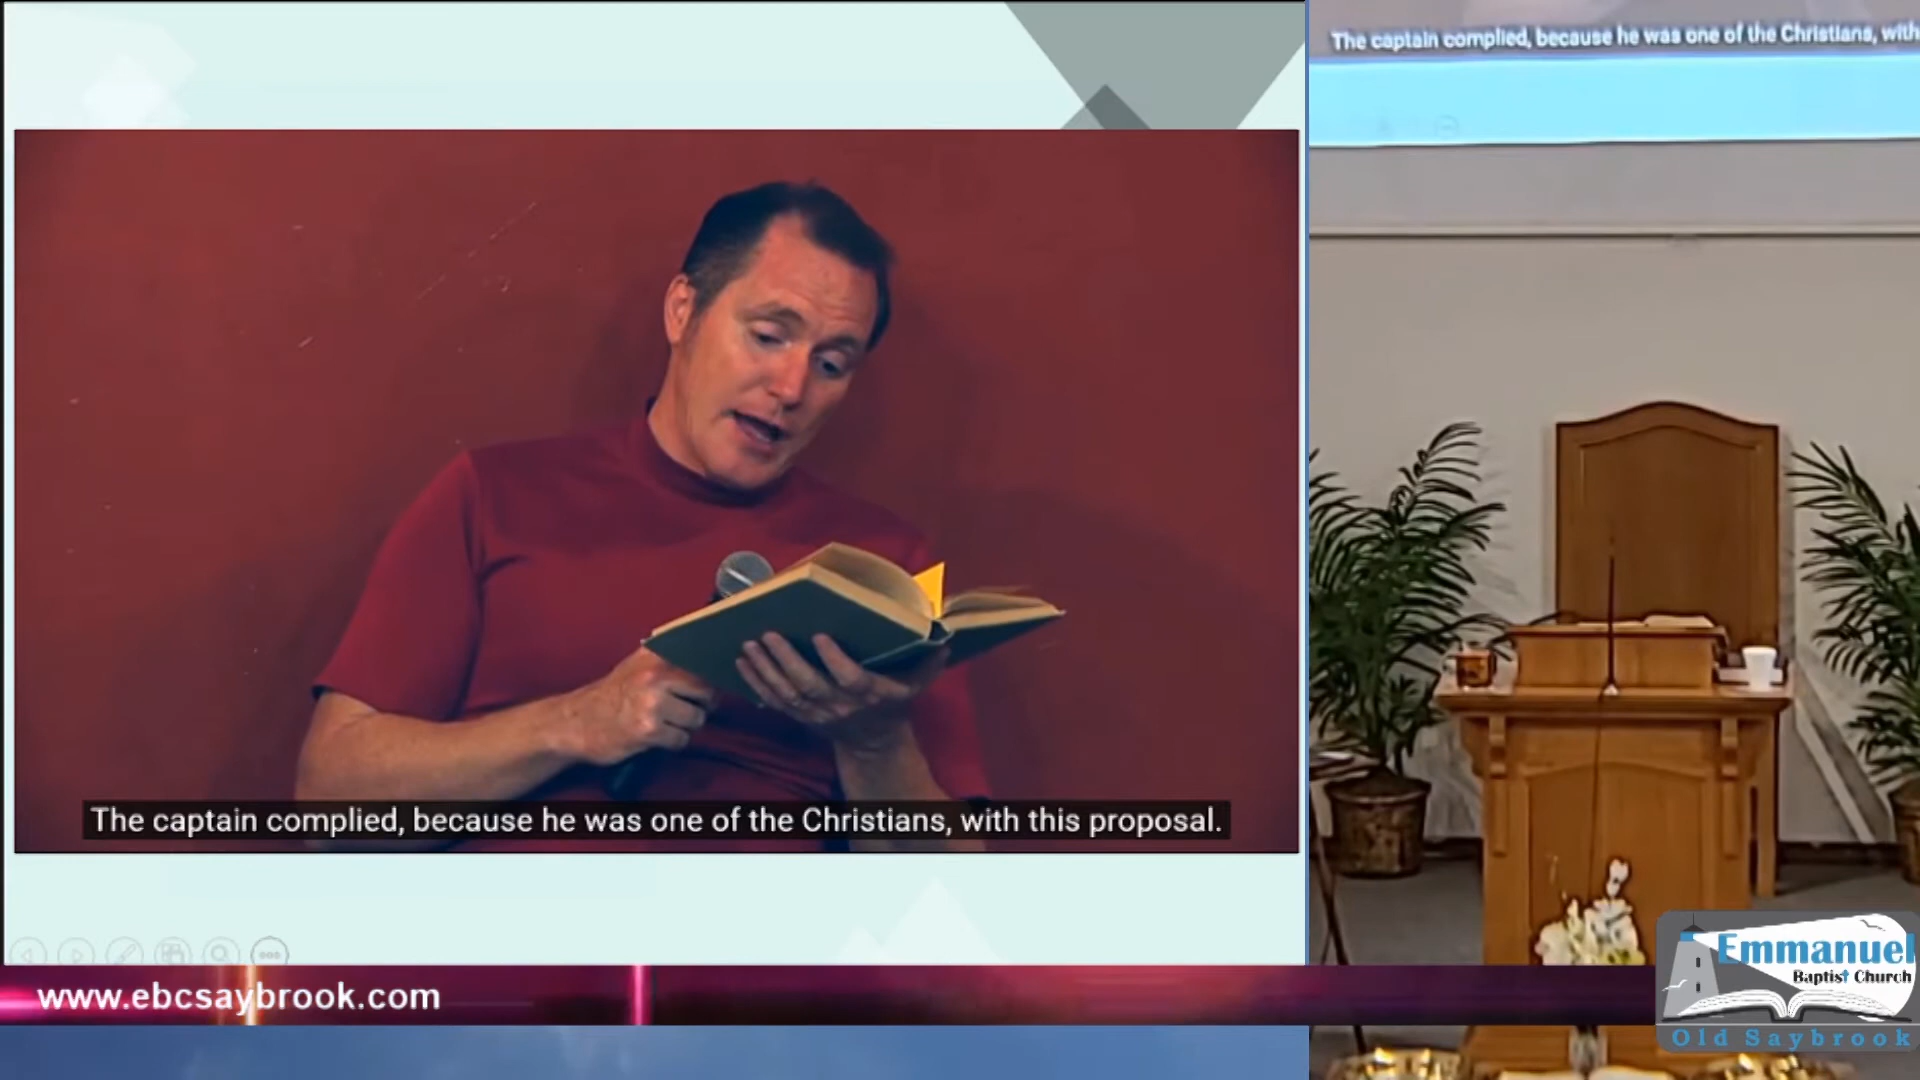 The captain complied, because he was one of the Christians, with
The captain complied, because he was one of the Christians, with this proposal.
www.ebcsaybrook.com
Emmanuel
Baptist Church
Old Saybrook